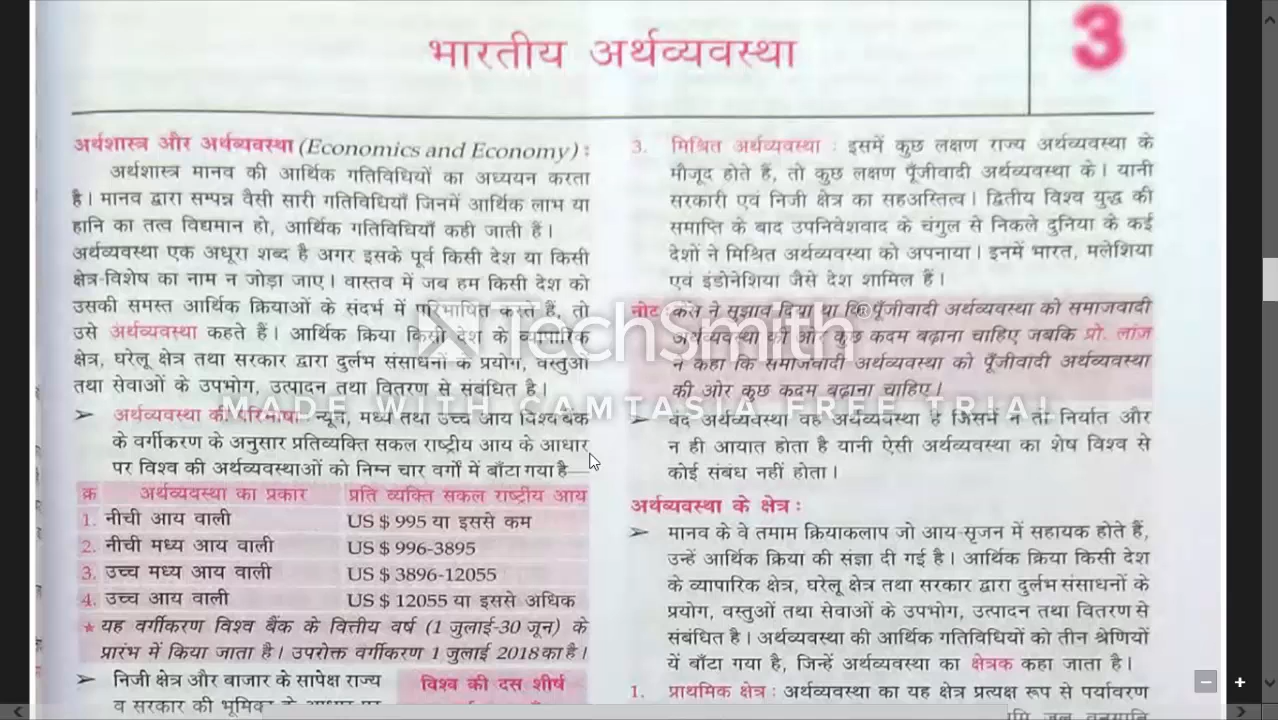 भारतीय अर्थव्यवस्था
3
अर्थशास्त्र और अर्थव्यवस्था (Economics and Economy) :
अर्थशास्त्र मानव की आर्थिक गतिविधियों का अध्ययन करता
है। मानव द्वारा सम्पन्न वैसी सारी गतिविधियाँ जिनमें आर्थिक लाभ या
हानि का तत्व विद्यमान हो, आर्थिक गतिविधियाँ कही जाती हैं।
अर्थव्यवस्था एक अधूरा शब्द है अगर इसके पूर्व किसी देश या किसी
क्षेत्र-विशेष का नाम न जोड़ा जाए। वास्तव में जब हम किसी देश को
उसकी समस्त आर्थिक क्रियाओं के संदर्भ में परिभाषित करते हैं, तो
उसे अर्थव्यवस्था कहते हैं। आर्थिक क्रिया किसी देश के व्यापारिक
क्षेत्र, घरेलू क्षेत्र तथा सरकार द्वारा दुर्लभ संसाधनों के प्रयोग, वस्तुओं
तथा सेवाओं के उपभोग, उत्पादन तथा वितरण से संबंधित है।
➤ अर्थव्यवस्था की परिभाषा न्यून, मध्य तथा उच्च आय विश्व बैंक
के वर्गीकरण के अनुसार प्रतिव्यक्ति सकल राष्ट्रीय आय के आधार
पर विश्व की अर्थव्यवस्थाओं को निम्न चार वर्गों में बाँटा गया है—
क्र अर्थव्यवस्था का प्रकार प्रति व्यक्ति सकल राष्ट्रीय आय
1. नीची आय वाली US $ 995 या इससे कम
2. नीची मध्य आय वाली US $ 996-3895
3. उच्च मध्य आय वाली US $ 3896-12055
4. उच्च आय वाली US $ 12055 या इससे अधिक
★ यह वर्गीकरण विश्व बैंक के वित्तीय वर्ष (1 जुलाई-30 जून) के
प्रारंभ में किया जाता है। उपरोक्त वर्गीकरण 1 जुलाई 2018 का है।
➤ निजी क्षेत्र और बाजार के सापेक्ष राज्य
व सरकार की भूमिका के आधार पर
विश्व की दस शीर्ष
3. मिश्रित अर्थव्यवस्था : इसमें कुछ लक्षण राज्य अर्थव्यवस्था के
मौजूद होते हैं, तो कुछ लक्षण पूँजीवादी अर्थव्यवस्था के। यानी
सरकारी एवं निजी क्षेत्र का सहअस्तित्व। द्वितीय विश्व युद्ध की
समाप्ति के बाद उपनिवेशवाद के चंगुल से निकले दुनिया के कई
देशों ने मिश्रित अर्थव्यवस्था को अपनाया। इनमें भारत, मलेशिया
एवं इंडोनेशिया जैसे देश शामिल हैं।
नोट : केंस ने सुझाव दिया था कि पूँजीवादी अर्थव्यवस्था को समाजवादी
अर्थव्यवस्था की ओर कुछ कदम बढ़ाना चाहिए जबकि प्रो. लांज
ने कहा कि समाजवादी अर्थव्यवस्था को पूँजीवादी अर्थव्यवस्था
की ओर कुछ कदम बढ़ाना चाहिए।
➤ बंद अर्थव्यवस्था वह अर्थव्यवस्था है जिसमें न तो निर्यात और
न ही आयात होता है यानी ऐसी अर्थव्यवस्था का शेष विश्व से
कोई संबंध नहीं होता।
अर्थव्यवस्था के क्षेत्र :
➤ मानव के वे तमाम क्रियाकलाप जो आय-सृजन में सहायक होते हैं,
उन्हें आर्थिक क्रिया की संज्ञा दी गई है। आर्थिक क्रिया किसी देश
के व्यापारिक क्षेत्र, घरेलू क्षेत्र तथा सरकार द्वारा दुर्लभ संसाधनों के
प्रयोग, वस्तुओं तथा सेवाओं के उपभोग, उत्पादन तथा वितरण से
संबंधित है। अर्थव्यवस्था की आर्थिक गतिविधियों को तीन श्रेणियों
यें बाँटा गया है, जिन्हें अर्थव्यवस्था का क्षेत्रक कहा जाता है।
1. प्राथमिक क्षेत्र : अर्थव्यवस्था का यह क्षेत्र प्रत्यक्ष रूप से पर्यावरण
TechSmith®
MADE WITH CAMTASIA FREE TRIAL